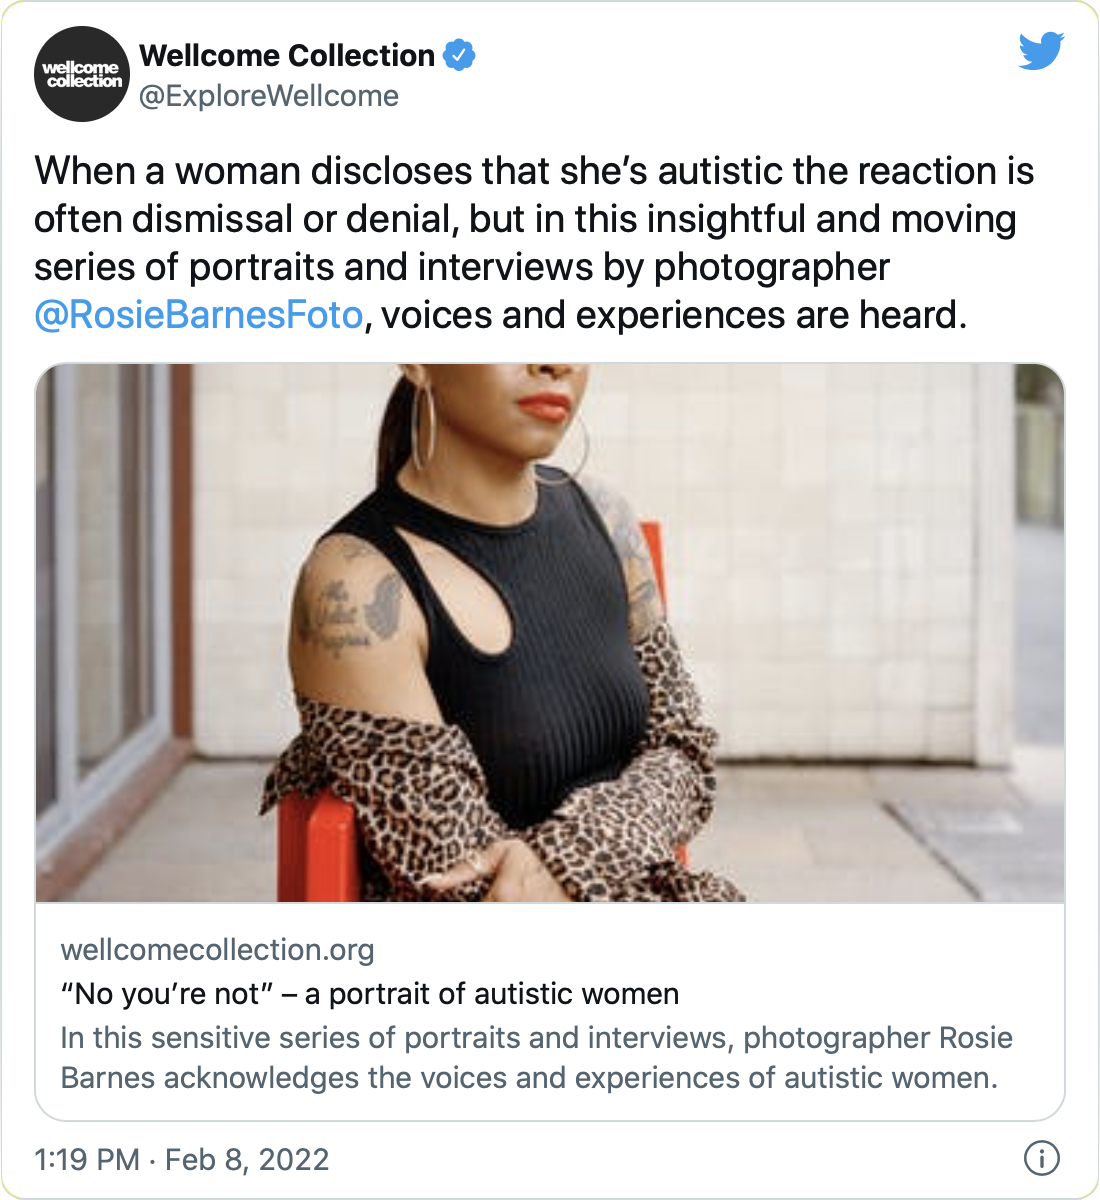 wellcome
collection
Wellcome Collection
@ExploreWellcome
When a woman discloses that she’s autistic the reaction is
often dismissal or denial, but in this insightful and moving
series of portraits and interviews by photographer
@RosieBarnesFoto, voices and experiences are heard.
wellcomecollection.org
“No you’re not” – a portrait of autistic women
In this sensitive series of portraits and interviews, photographer Rosie
Barnes acknowledges the voices and experiences of autistic women.
1:19 PM · Feb 8, 2022